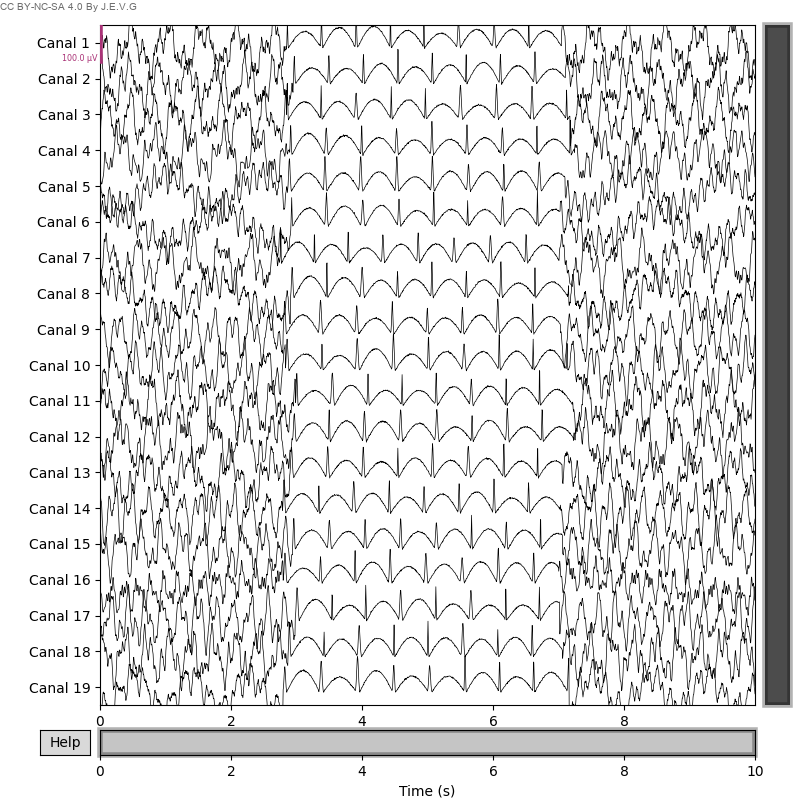 CC BY-NC-SA 4.0 By J.E.V.G
Canal 1
100.0 µV
Canal 2
Canal 3
Canal 4
Canal 5
Canal 6
Canal 7
Canal 8
Canal 9
Canal 10
Canal 11
Canal 12
Canal 13
Canal 14
Canal 15
Canal 16
Canal 17
Canal 18
Canal 19
0 2 4 6 8
Help
0 2 4 6 8 10
Time (s)